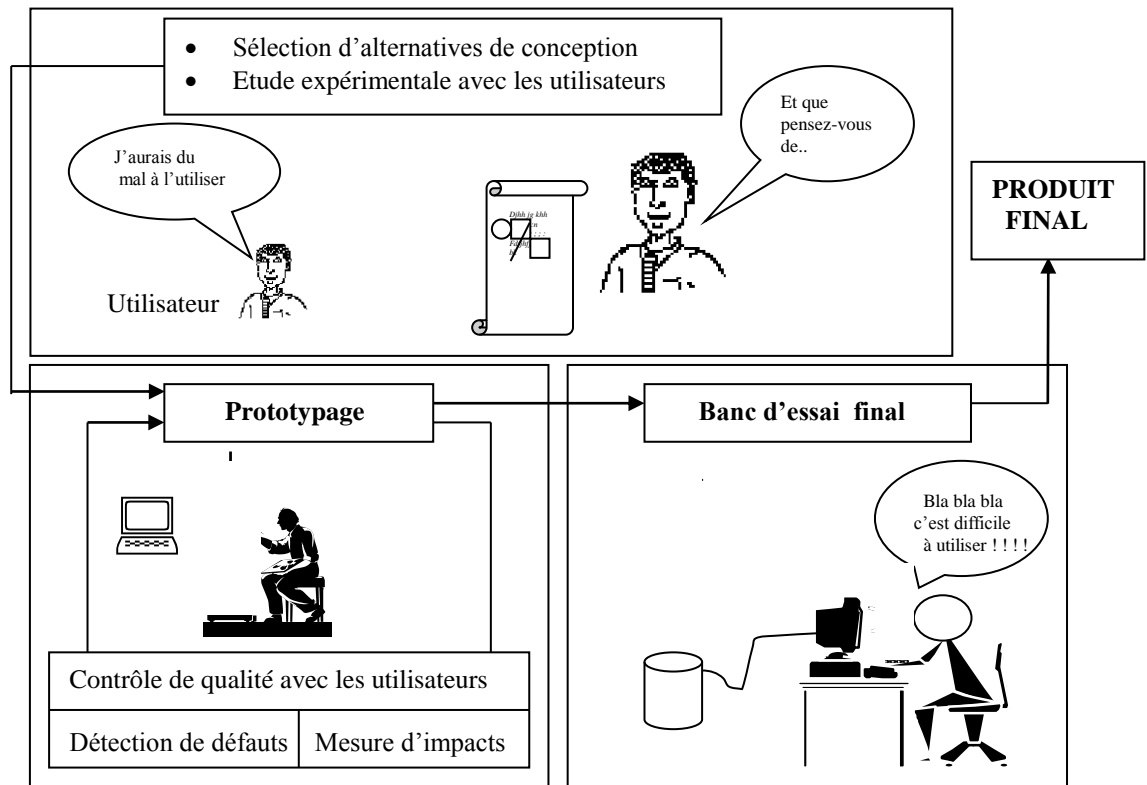 • Sélection d'alternatives de conception
• Etude expérimentale avec les utilisateurs
Et que
pensez-vous
de..
J'aurais du
mal à l'utiliser
Utilisateur
PRODUIT
FINAL
Prototypage
Banc d'essai final
Bla bla bla
c'est difficile
à utiliser ! ! ! !
Contrôle de qualité avec les utilisateurs
Détection de défauts
Mesure d'impacts